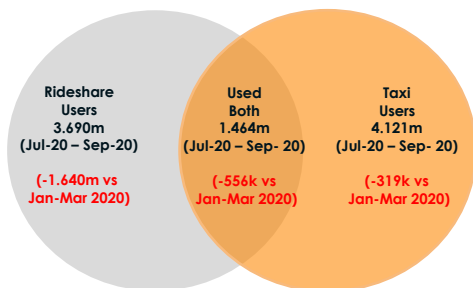 Rideshare
Users
3.690m
(Jul-20 – Sep-20)
(-1.640m vs
Jan-Mar 2020)
Used
Both
1.464m
(Jul-20 – Sep- 20)
(-556k vs
Jan-Mar 2020)
Taxi
Users
4.121m
(Jul-20 – Sep- 20)
(-319k vs
Jan-Mar 2020)